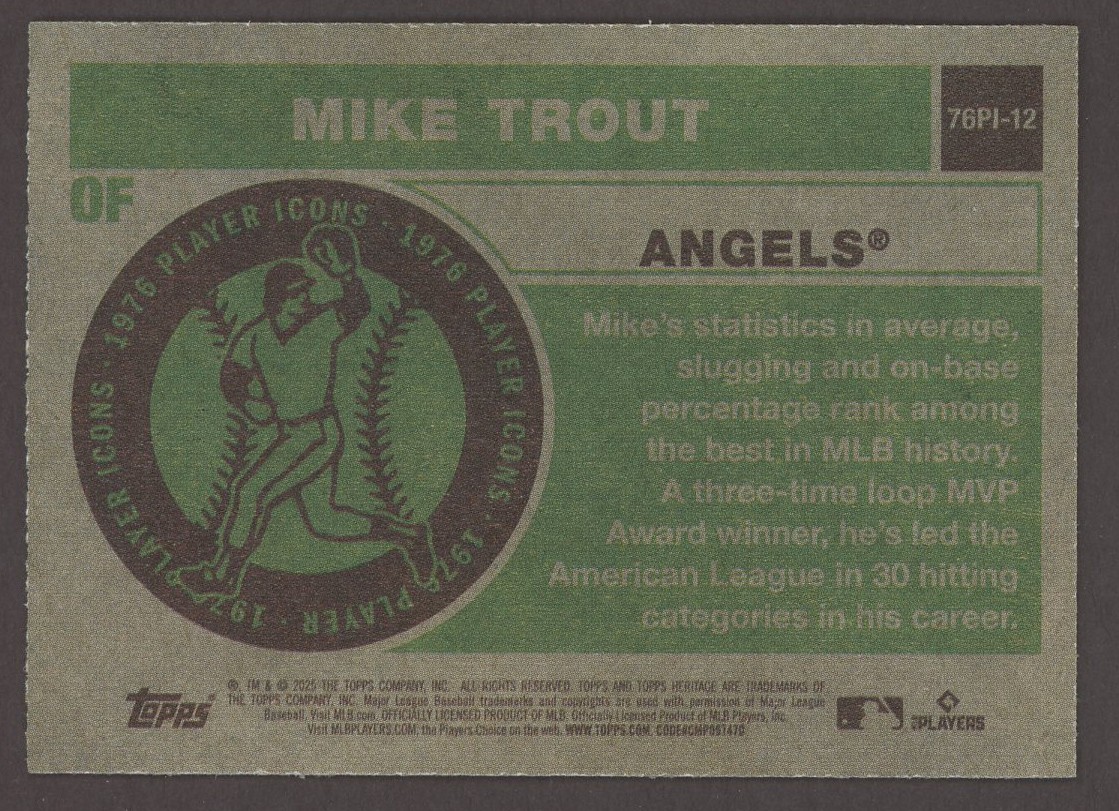 MIKE TROUT
76PI-12
OF
ANGELS®
1976 PLAYER ICONS · 1976 PLAYER ICONS · 1976 PLAYER · 197 PLAYER ICONS ·
Mike's statistics in average,
slugging and on-base
percentage rank among
the best in MLB history.
A three-time loop MVP
Award winner, he's led the
American League in 30 hitting
categories in his career.
Topps®
®, TM & © 2025 THE TOPPS COMPANY, INC. ALL RIGHTS RESERVED. TOPPS AND TOPPS HERITAGE ARE TRADEMARKS OF
THE TOPPS COMPANY, INC. Major League Baseball trademarks and copyrights are used with permission of Major League
Baseball. Visit MLB.com. OFFICIALLY LICENSED PRODUCT OF MLB. Officially Licensed Product of MLB Players, Inc.
Visit MLBPLAYERS.COM, the Players Choice on the web. WWW.TOPPS.COM. CODE#CMP091470
PLAYERS